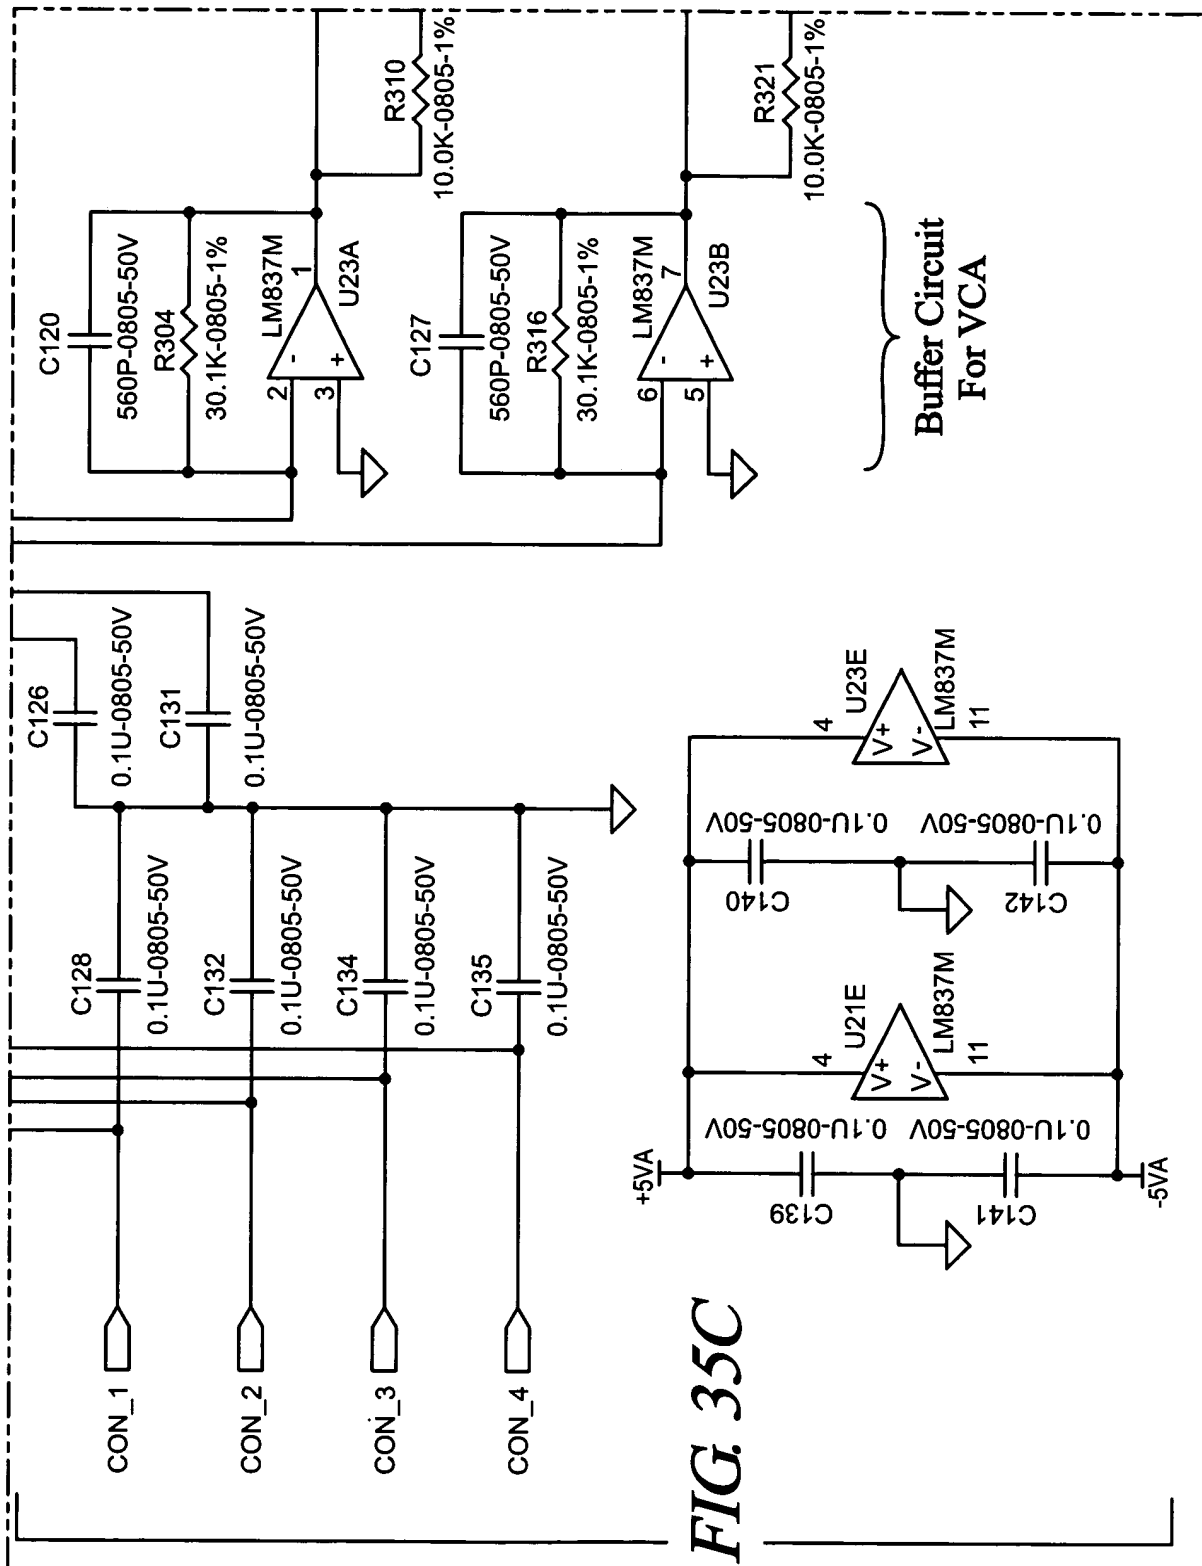 CON_1
CON_2
CON_3
CON_4
C128
0.1U-0805-50V
C132
0.1U-0805-50V
C134
0.1U-0805-50V
C135
0.1U-0805-50V
C126
0.1U-0805-50V
C131
0.1U-0805-50V
C120
560P-0805-50V
R304
30.1K-0805-1%
LM837M
2
-
3
+
1
U23A
R310
10.0K-0805-1%
C127
560P-0805-50V
R316
30.1K-0805-1%
LM837M
6
-
5
+
7
U23B
R321
10.0K-0805-1%
Buffer Circuit
For VCA
+5VA
-5VA
C139
0.1U-0805-50V
C141
0.1U-0805-50V
4
U21E
V+
V-
LM837M
11
C140
0.1U-0805-50V
C142
0.1U-0805-50V
4
U23E
V+
V-
LM837M
11
FIG. 35C